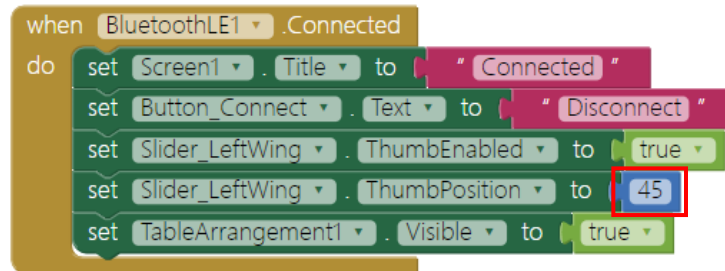 when BluetoothLE1 .Connected
do set Screen1 . Title to " Connected "
set Button_Connect . Text to " Disconnect "
set Slider_LeftWing . ThumbEnabled to true
set Slider_LeftWing . ThumbPosition to 45
set TableArrangement1 . Visible to true